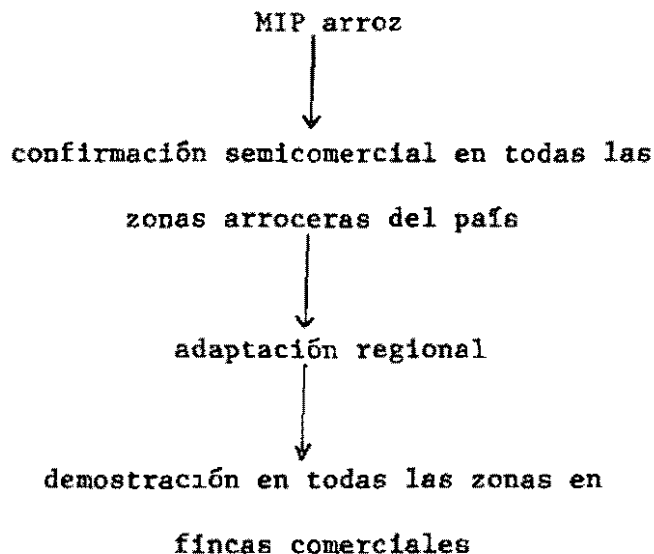 MIP arroz
confirmación semicomercial en todas las
zonas arroceras del país
adaptación regional
demostración en todas las zonas en
fincas comerciales